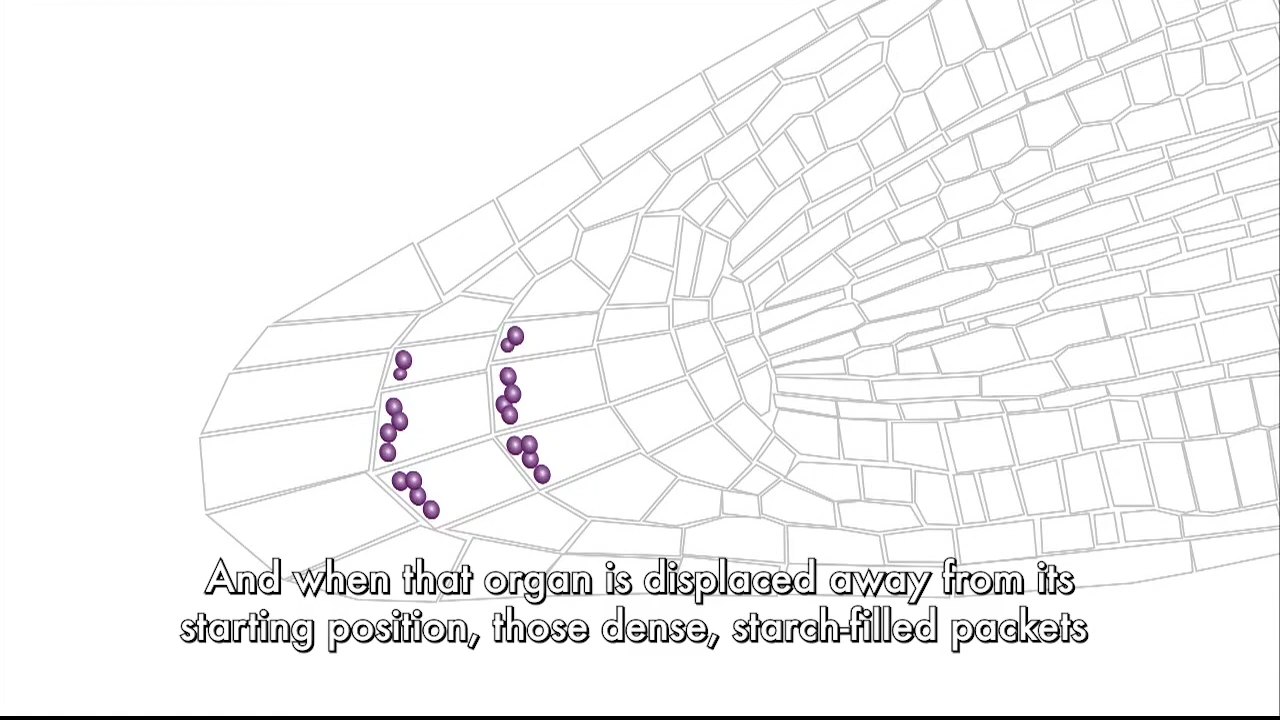 And when that organ is displaced away from its
starting position, those dense, starch-filled packets